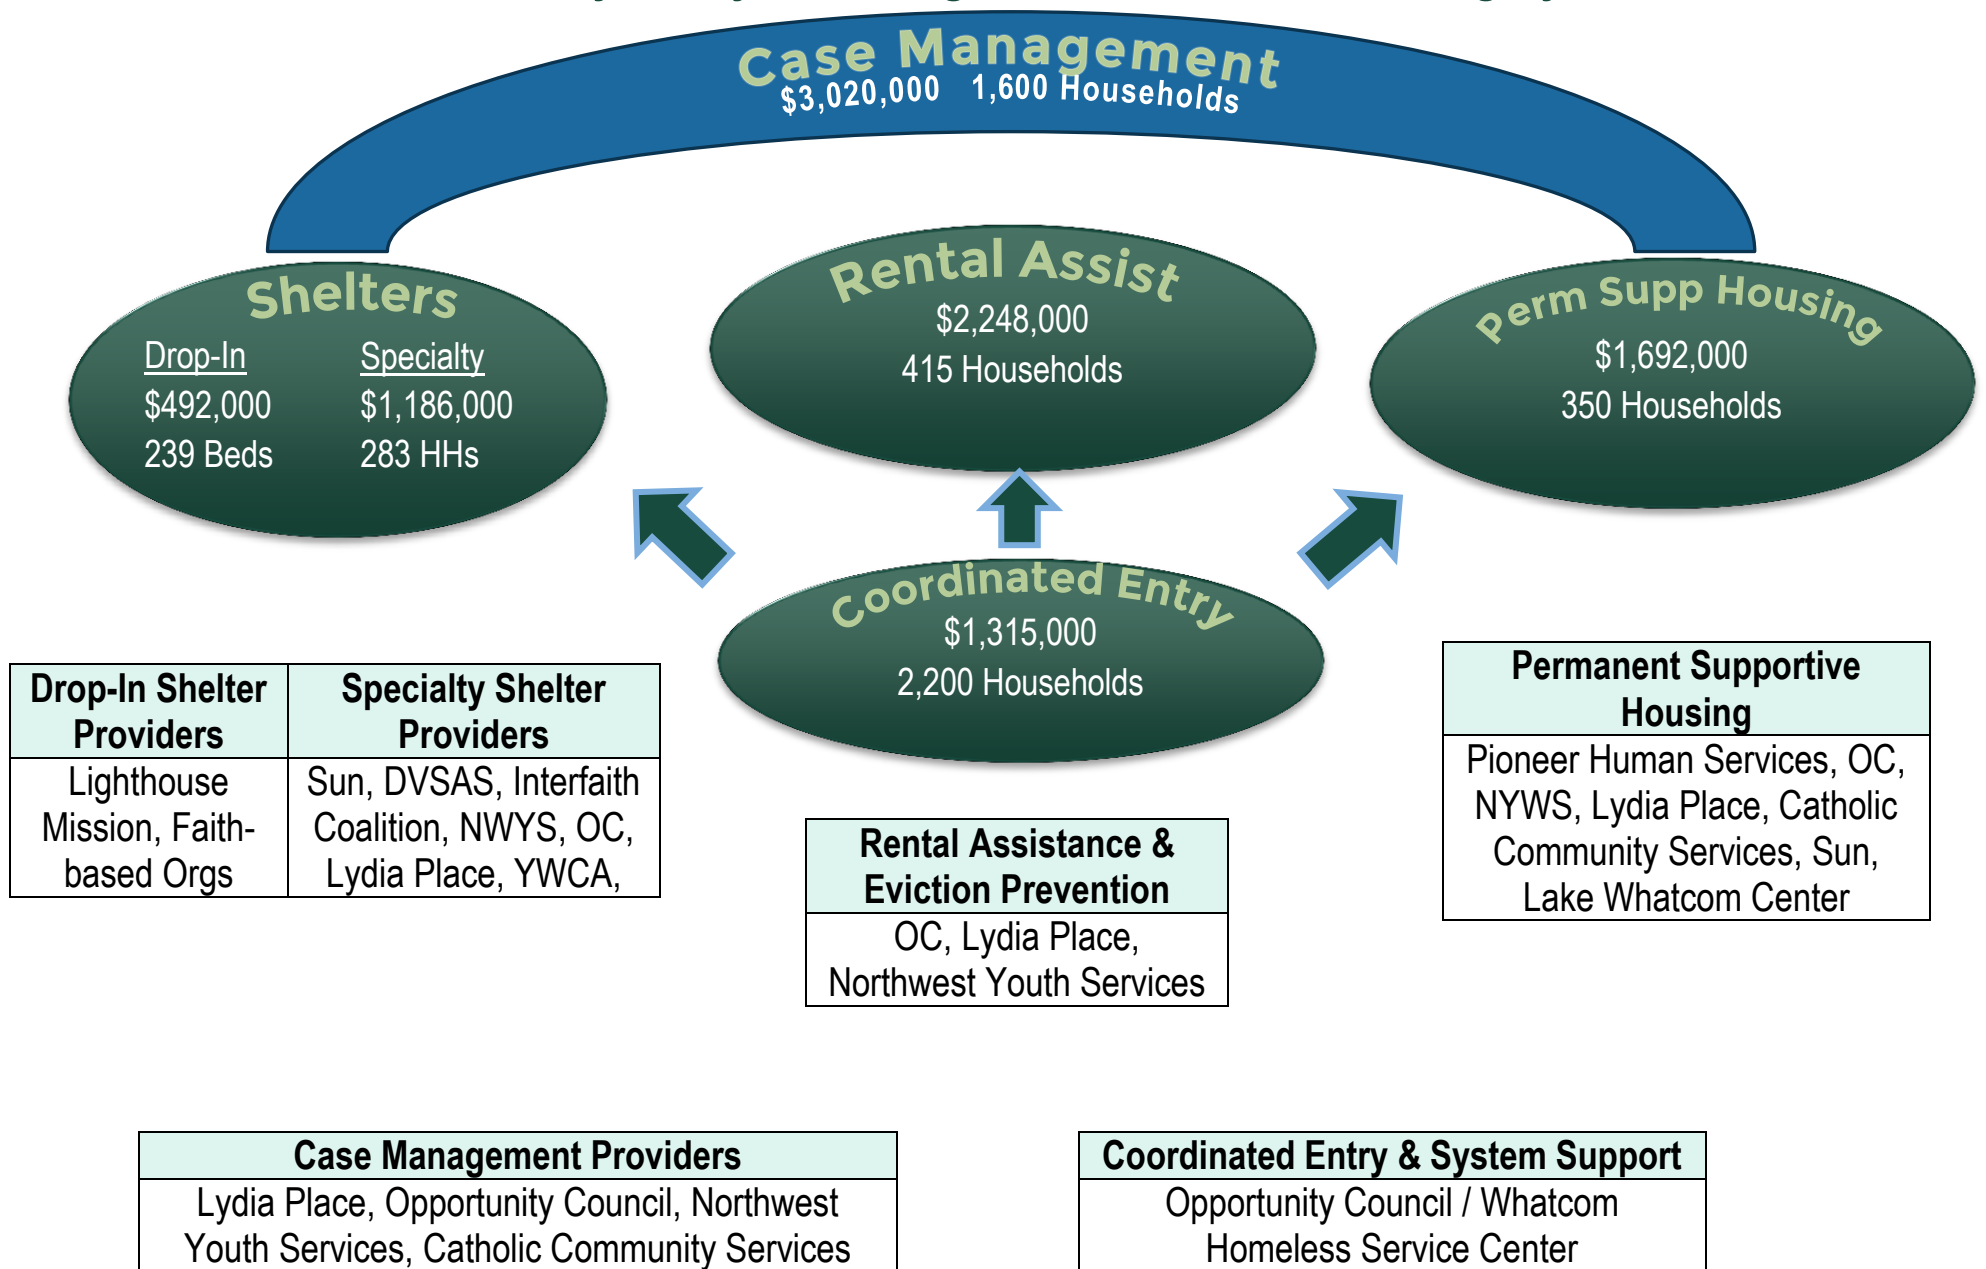 Case Management
$3,020,000 1,600 Households
Shelters
Drop-In Specialty
$492,000 $1,186,000
239 Beds 283 HHs
Rental Assist
$2,248,000
415 Households
Perm Supp Housing
$1,692,000
350 Households
Coordinated Entry
$1,315,000
2,200 Households
Drop-In Shelter
Providers
Lighthouse
Mission, Faith-
based Orgs
Specialty Shelter
Providers
Sun, DVSAS, Interfaith
Coalition, NWYS, OC,
Lydia Place, YWCA,
Rental Assistance &
Eviction Prevention
OC, Lydia Place,
Northwest Youth Services
Permanent Supportive
Housing
Pioneer Human Services, OC,
NYWS, Lydia Place, Catholic
Community Services, Sun,
Lake Whatcom Center
Case Management Providers
Lydia Place, Opportunity Council, Northwest
Youth Services, Catholic Community Services
Coordinated Entry & System Support
Opportunity Council / Whatcom
Homeless Service Center